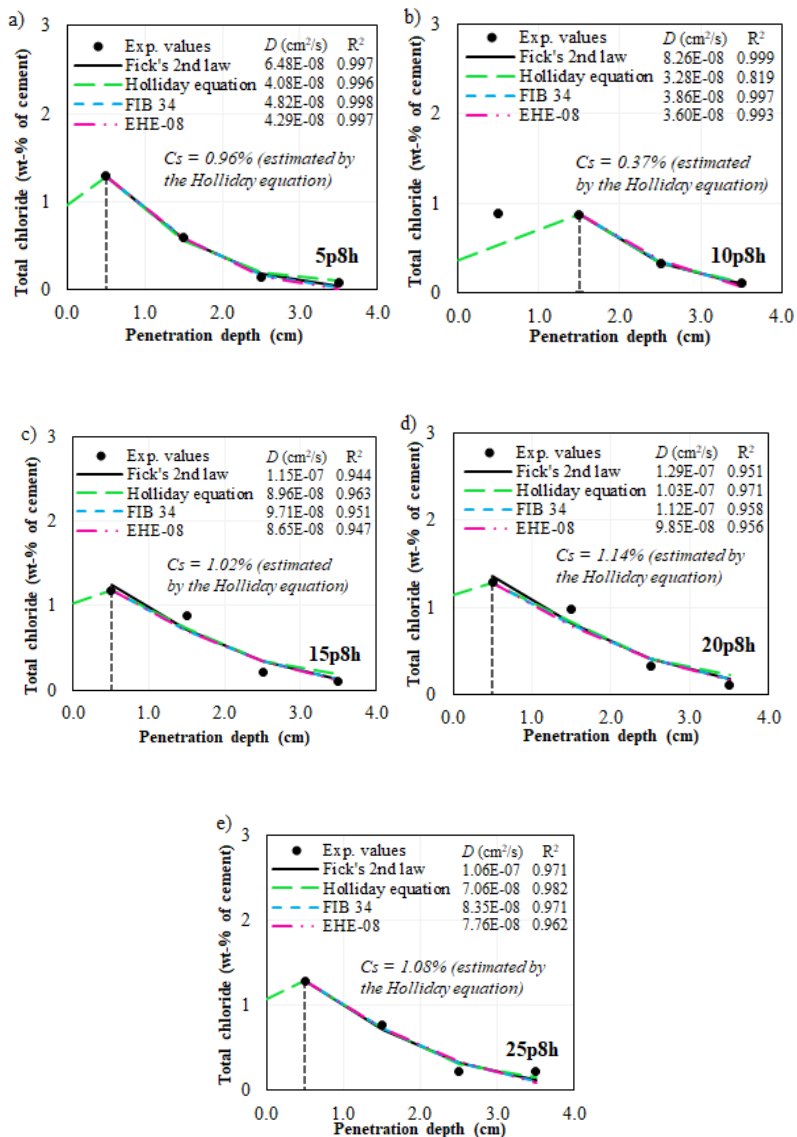 a)
Exp. values D (cm²/s) R²
Fick's 2nd law 6.48E-08 0.997
Holliday equation 4.08E-08 0.996
FIB 34 4.82E-08 0.998
EHE-08 4.29E-08 0.997
Cs = 0.96% (estimated by
the Holliday equation)
5p8h
Total chloride (wt-% of cement)
3
2
1
0
0.0 1.0 2.0 3.0 4.0
Penetration depth (cm)
b)
Exp. values D (cm²/s) R²
Fick's 2nd law 8.26E-08 0.999
Holliday equation 3.28E-08 0.819
FIB 34 3.86E-08 0.997
EHE-08 3.60E-08 0.993
Cs = 0.37% (estimated
by the Holliday equation)
10p8h
Total chloride (wt-% of cement)
3
2
1
0
0.0 1.0 2.0 3.0 4.0
Penetration depth (cm)
c)
Exp. values D (cm²/s) R²
Fick's 2nd law 1.15E-07 0.944
Holliday equation 8.96E-08 0.963
FIB 34 9.71E-08 0.951
EHE-08 8.65E-08 0.947
Cs = 1.02% (estimated
by the Holliday equation)
15p8h
Total chloride (wt-% of cement)
3
2
1
0
0.0 1.0 2.0 3.0 4.0
Penetration depth (cm)
d)
Exp. values D (cm²/s) R²
Fick's 2nd law 1.29E-07 0.951
Holliday equation 1.03E-07 0.971
FIB 34 1.12E-07 0.958
EHE-08 9.85E-08 0.956
Cs = 1.14% (estimated by
the Holliday equation)
20p8h
Total chloride (wt-% of cement)
3
2
1
0
0.0 1.0 2.0 3.0 4.0
Penetration depth (cm)
e)
Exp. values D (cm²/s) R²
Fick's 2nd law 1.06E-07 0.971
Holliday equation 7.06E-08 0.982
FIB 34 8.35E-08 0.971
EHE-08 7.76E-08 0.962
Cs = 1.08% (estimated by
the Holliday equation)
25p8h
Total chloride (wt-% of cement)
3
2
1
0
0.0 1.0 2.0 3.0 4.0
Penetration depth (cm)